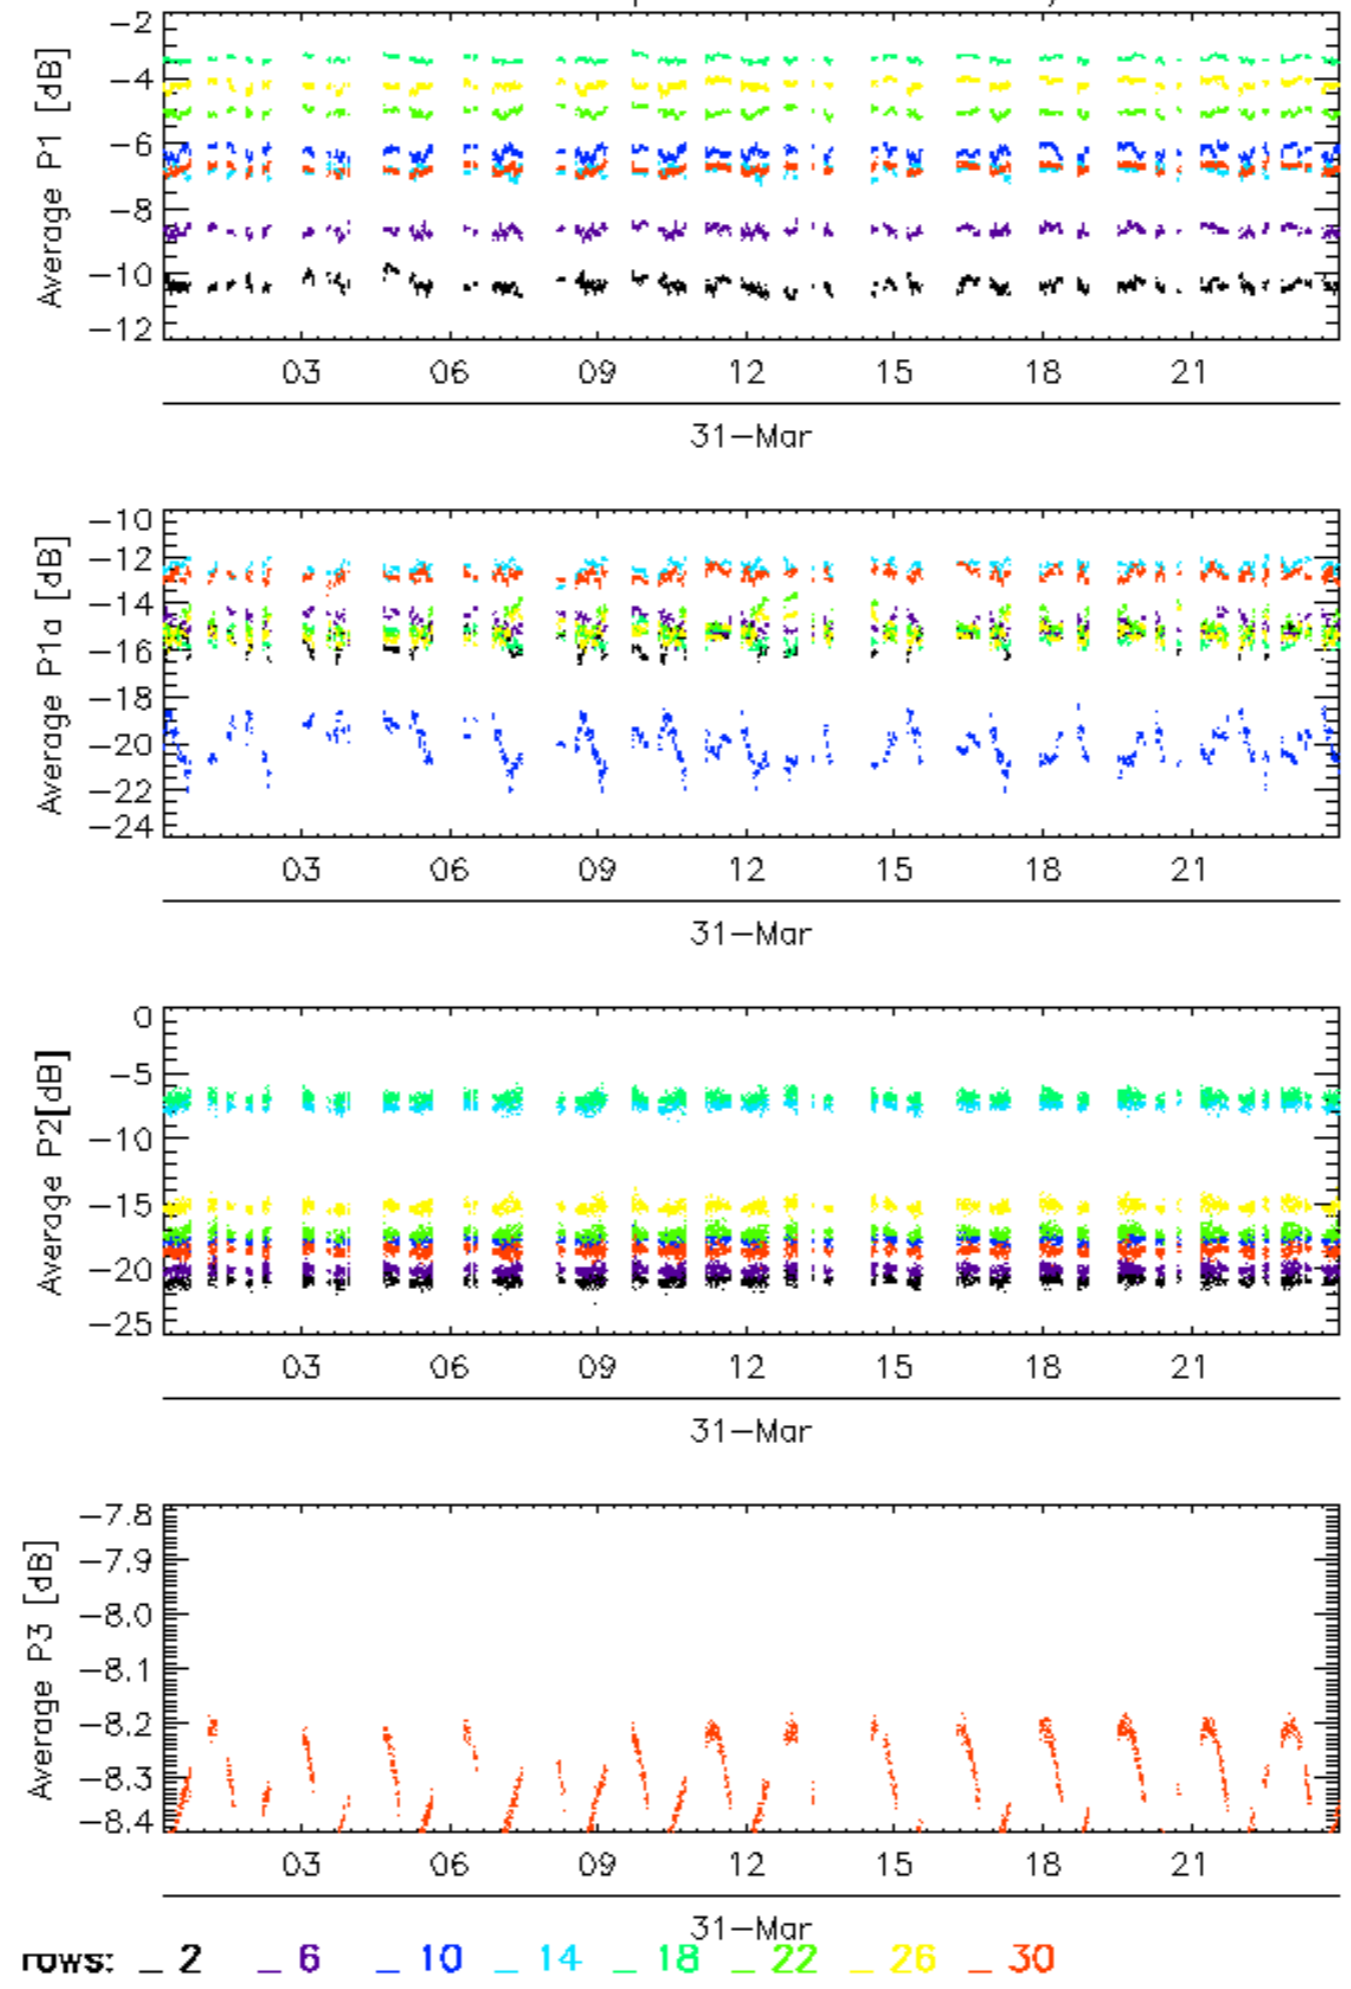 Average P1 [dB]
−2
−4
−6
−8
−10
−12
03 06 09 12 15 18 21
31−Mar
Average P1a [dB]
−10
−12
−14
−16
−18
−20
−22
−24
03 06 09 12 15 18 21
31−Mar
Average P2[dB]
0
−5
−10
−15
−20
−25
03 06 09 12 15 18 21
31−Mar
Average P3 [dB]
−7.8
−7.9
−8.0
−8.1
−8.2
−8.3
−8.4
03 06 09 12 15 18 21
31−Mar
rows: _ 2 _ 6 _ 10 _ 14 _ 18 _ 22 _ 26 _ 30